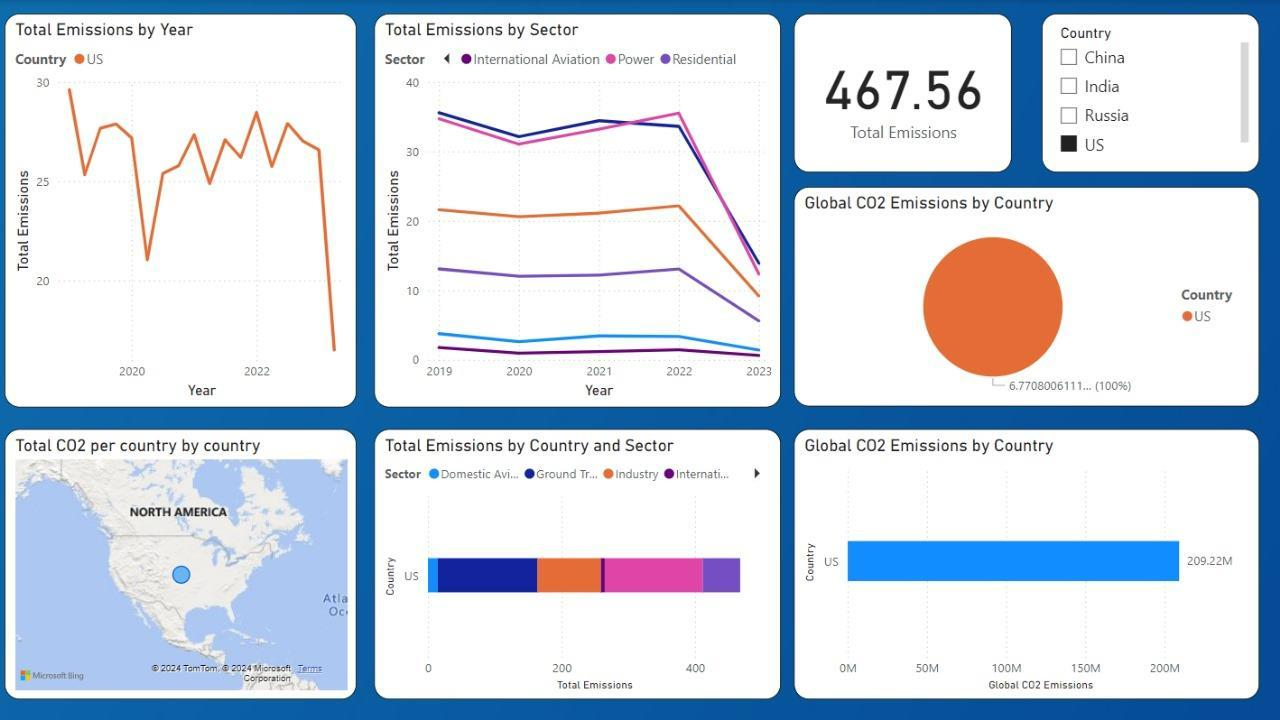 Total Emissions by Year
Country US
30
25
20
Total Emissions
2020 2022
Year
Total Emissions by Sector
Sector International Aviation Power Residential
40
30
20
10
0
Total Emissions
2019 2020 2021 2022 2023
Year
467.56
Total Emissions
Country
China
India
Russia
US
Global CO2 Emissions by Country
Country
US
6.7708006111... (100%)
Total CO2 per country by country
NORTH AMERICA
Atla
Oc
Microsoft Bing
© 2024 TomTom, © 2024 Microsoft Terms
Corporation
Total Emissions by Country and Sector
Sector Domestic Avi... Ground Tr... Industry Internati...
Country
US
0 200 400
Total Emissions
Global CO2 Emissions by Country
Country
US
209.22M
0M 50M 100M 150M 200M
Global CO2 Emissions